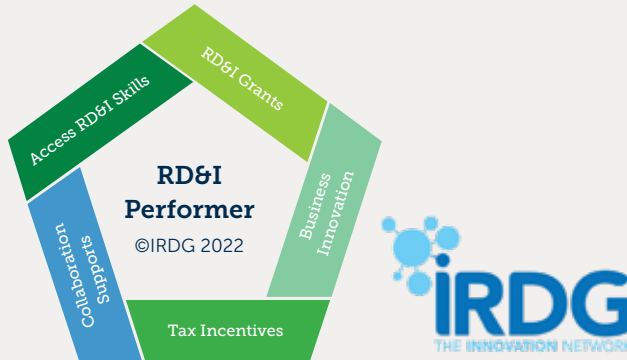 RD&I Grants
Access RD&I Skills
RD&I
Performer
©IRDG 2022
Business
Innovation
Collaboration
Supports
Tax Incentives
iRDG
THE INNOVATION NETWORK